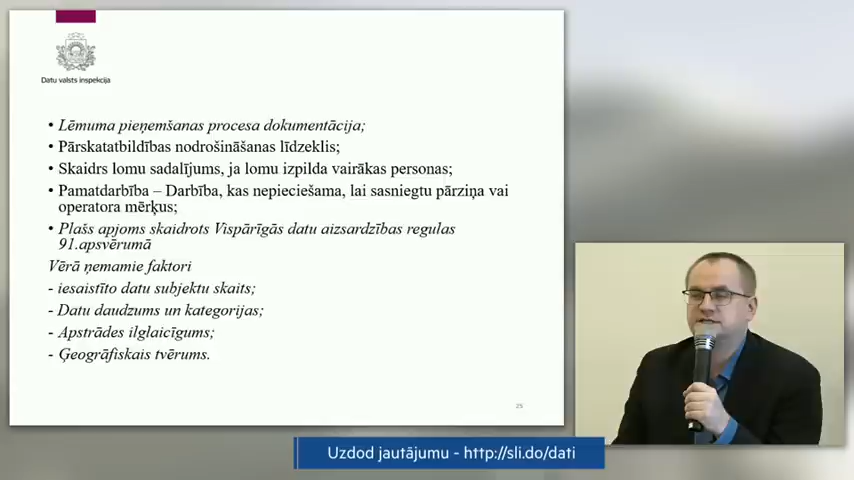 Datu valsts inspekcija
• Lēmuma pieņemšanas procesa dokumentācija;
• Pārskatatbildības nodrošināšanas līdzeklis;
• Skaidrs lomu sadalījums, ja lomu izpilda vairākas personas;
• Pamatdarbība – Darbība, kas nepieciešama, lai sasniegtu pārziņa vai
operatora mērķus;
• Plašs apjoms skaidrots Vispārīgās datu aizsardzības regulas
91.apsvērumā
Vērā ņemamie faktori
- iesaistīto datu subjektu skaits;
- Datu daudzums un kategorijas;
- Apstrādes ilglaicīgums;
- Ģeogrāfiskais tvērums.
25
Uzdod jautājumu - http://sli.do/dati